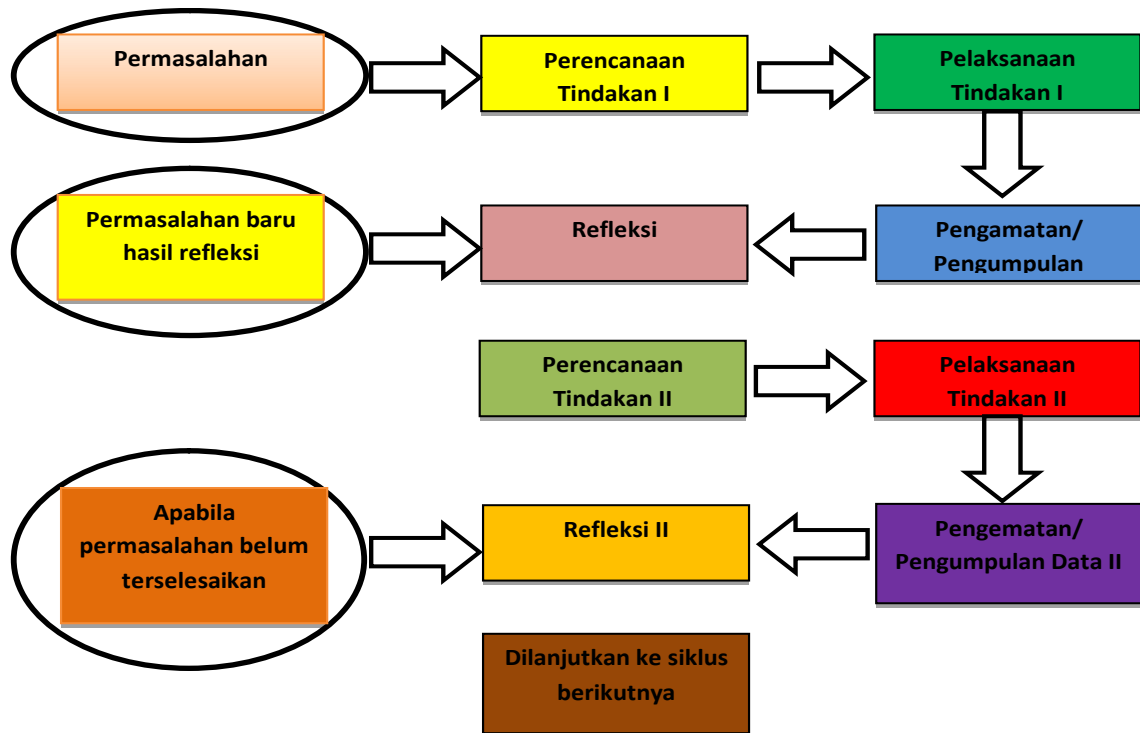 Permasalahan
Perencanaan
Tindakan I
Pelaksanaan
Tindakan I
Permasalahan baru
hasil refleksi
Refleksi
Pengamatan/
Pengumpulan
Perencanaan
Tindakan II
Pelaksanaan
Tindakan II
Apabila
permasalahan belum
terselesaikan
Refleksi II
Pengematan/
Pengumpulan Data II
Dilanjutkan ke siklus
berikutnya